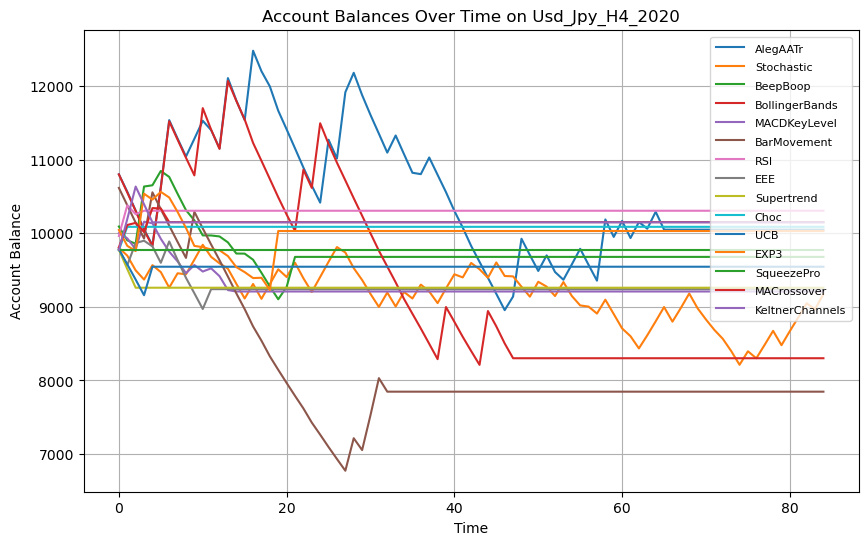 Account Balances Over Time on Usd_Jpy_H4_2020
Account Balance
12000
11000
10000
9000
8000
7000
AlegAATr
Stochastic
BeepBoop
BollingerBands
MACDKeyLevel
BarMovement
RSI
EEE
Supertrend
Choc
UCB
EXP3
SqueezePro
MACrossover
KeltnerChannels
0
20
40
60
80
Time